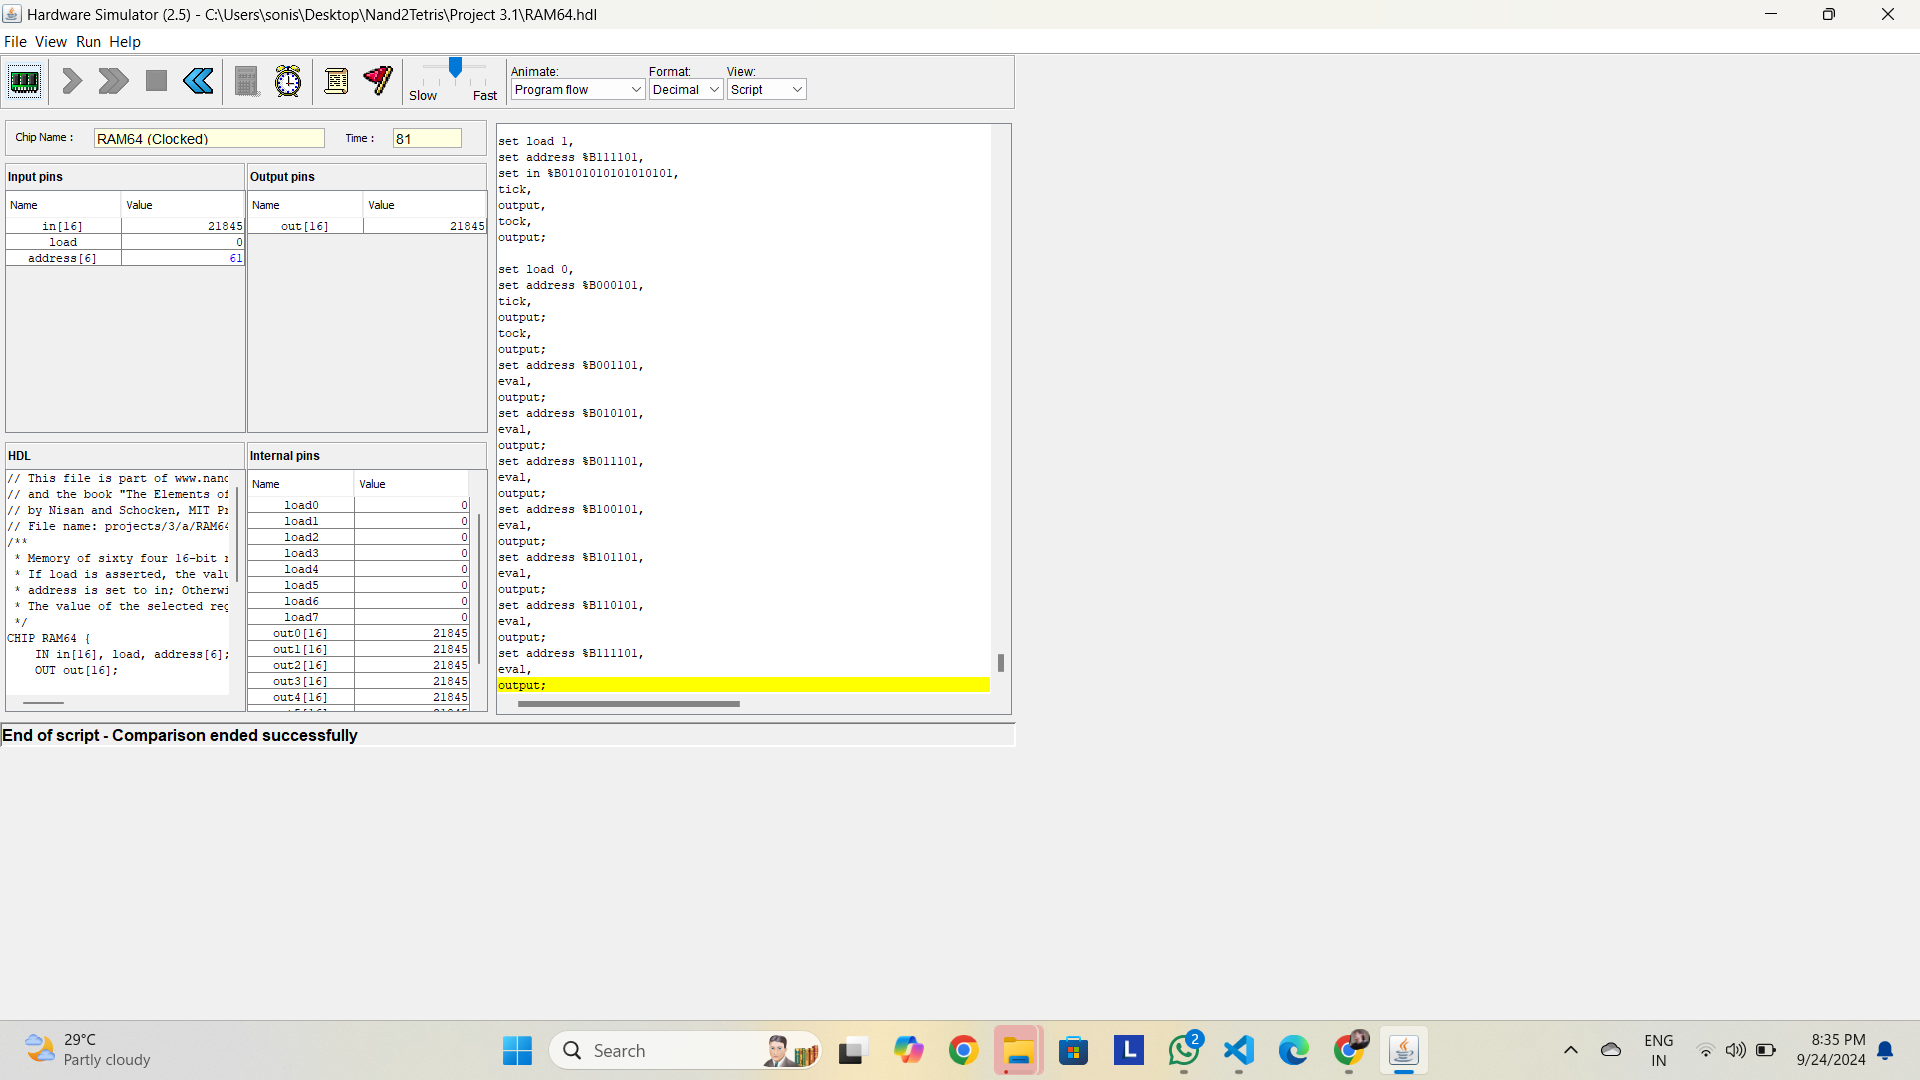 Hardware Simulator (2.5) - C:\Users\sonis\Desktop\Nand2Tetris\Project 3.1\RAM64.hdl
File View Run Help
Slow Fast
Animate: Format: View:
Program flow Decimal Script
Chip Name : RAM64 (Clocked) Time : 81
Input pins
Name Value
in[16] 21845
load 0
address[6] 61
Output pins
Name Value
out[16] 21845
HDL
// This file is part of www.nand
// and the book "The Elements of
// by Nisan and Schocken, MIT Pr
// File name: projects/3/a/RAM64
/**
* Memory of sixty four 16-bit r
* If load is asserted, the valu
* address is set to in; Otherwi
* The value of the selected reg
*/
CHIP RAM64 {
IN in[16], load, address[6];
OUT out[16];
Internal pins
Name Value
load0 0
load1 0
load2 0
load3 0
load4 0
load5 0
load6 0
load7 0
out0[16] 21845
out1[16] 21845
out2[16] 21845
out3[16] 21845
out4[16] 21845
set load 1,
set address %B111101,
set in %B0101010101010101,
tick,
output,
tock,
output;
set load 0,
set address %B000101,
tick,
output;
tock,
output;
set address %B001101,
eval,
output;
set address %B010101,
eval,
output;
set address %B011101,
eval,
output;
set address %B100101,
eval,
output;
set address %B101101,
eval,
output;
set address %B110101,
eval,
output;
set address %B111101,
eval,
output;
End of script - Comparison ended successfully
29°C
Partly cloudy
Search
L
2
ENG
IN
8:35 PM
9/24/2024